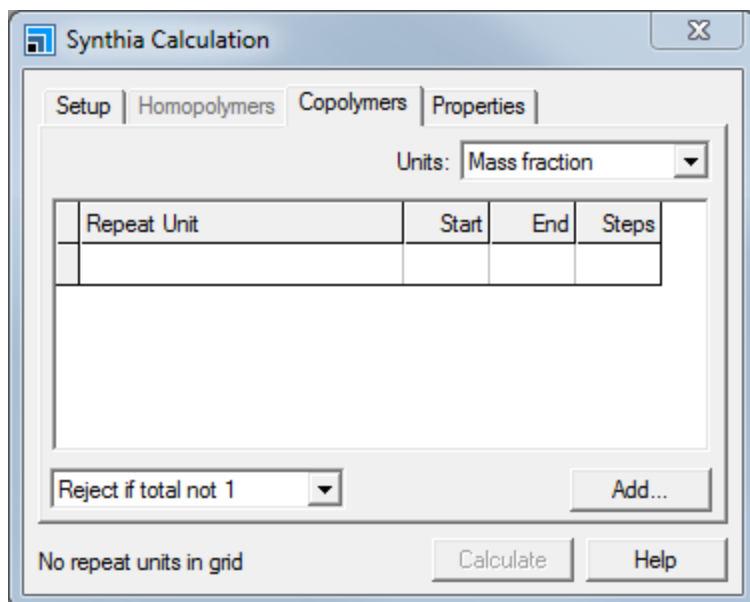 Synthia Calculation
Setup Homopolymers Copolymers Properties
Units: Mass fraction
Repeat Unit Start End Steps
Reject if total not 1 Add...
No repeat units in grid Calculate Help